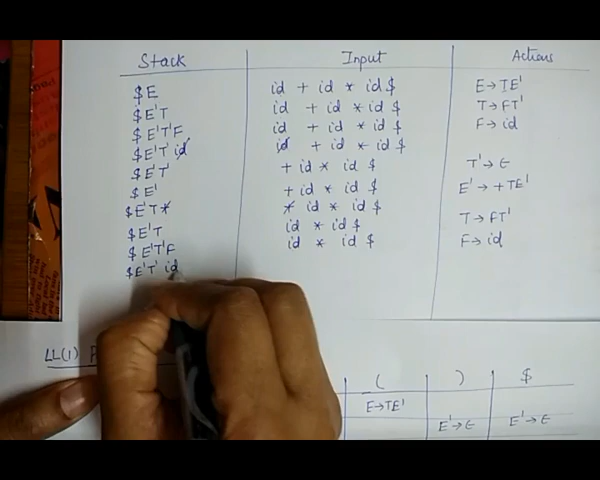 Stack Input Actions
$E id + id * id $ E→TE'
$E'T id + id * id $ T→FT'
$E'T'F id + id * id $ F→id
$E'T' id id + id * id $
$E'T' + id * id $ T'→ϵ
$E' + id * id $ E'→+TE'
$E'T* * id * id $
$E'T id * id $ T→FT'
$E'T'F id * id $ F→id
$E'T' id
LL(1)
( ) $
E→TE'
E'→ϵ E'→ϵ